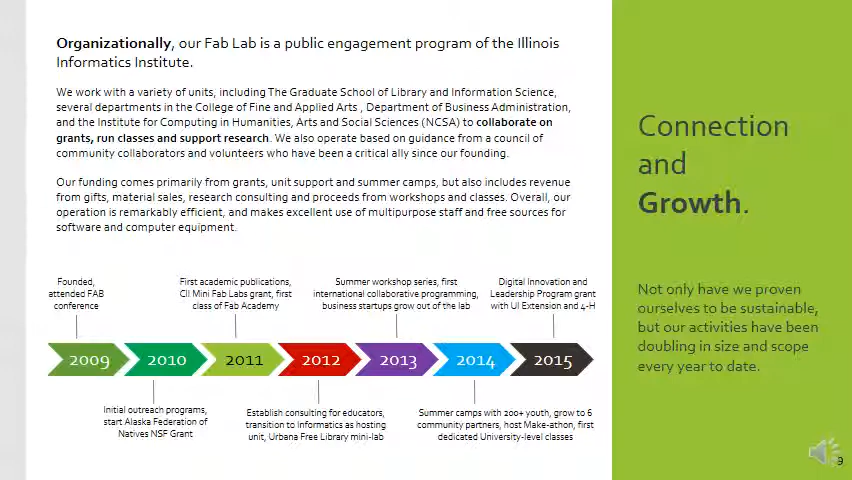 Organizationally, our Fab Lab is a public engagement program of the Illinois
Informatics Institute.
We work with a variety of units, including The Graduate School of Library and Information Science,
several departments in the College of Fine and Applied Arts , Department of Business Administration,
and the Institute for Computing in Humanities, Arts and Social Sciences (NCSA) to collaborate on
grants, run classes and support research. We also operate based on guidance from a council of
community collaborators and volunteers who have been a critical ally since our founding.
Our funding comes primarily from grants, unit support and summer camps, but also includes revenue
from gifts, material sales, research consulting and proceeds from workshops and classes. Overall, our
operation is remarkably efficient, and makes excellent use of multipurpose staff and free sources for
software and computer equipment.
Connection
and
Growth.
Not only have we proven
ourselves to be sustainable,
but our activities have been
doubling in size and scope
every year to date.
Founded,
attended FAB
conference
First academic publications,
CII Mini Fab Labs grant, first
class of Fab Academy
Summer workshop series, first
international collaborative programming,
business startups grow out of the lab
Digital Innovation and
Leadership Program grant
with UI Extension and 4-H
2009 2010 2011 2012 2013 2014 2015
Initial outreach programs,
start Alaska Federation of
Natives NSF Grant
Establish consulting for educators,
transition to Informatics as hosting
unit, Urbana Free Library mini-lab
Summer camps with 200+ youth, grow to 6
community partners, host Make-athon, first
dedicated University-level classes
9